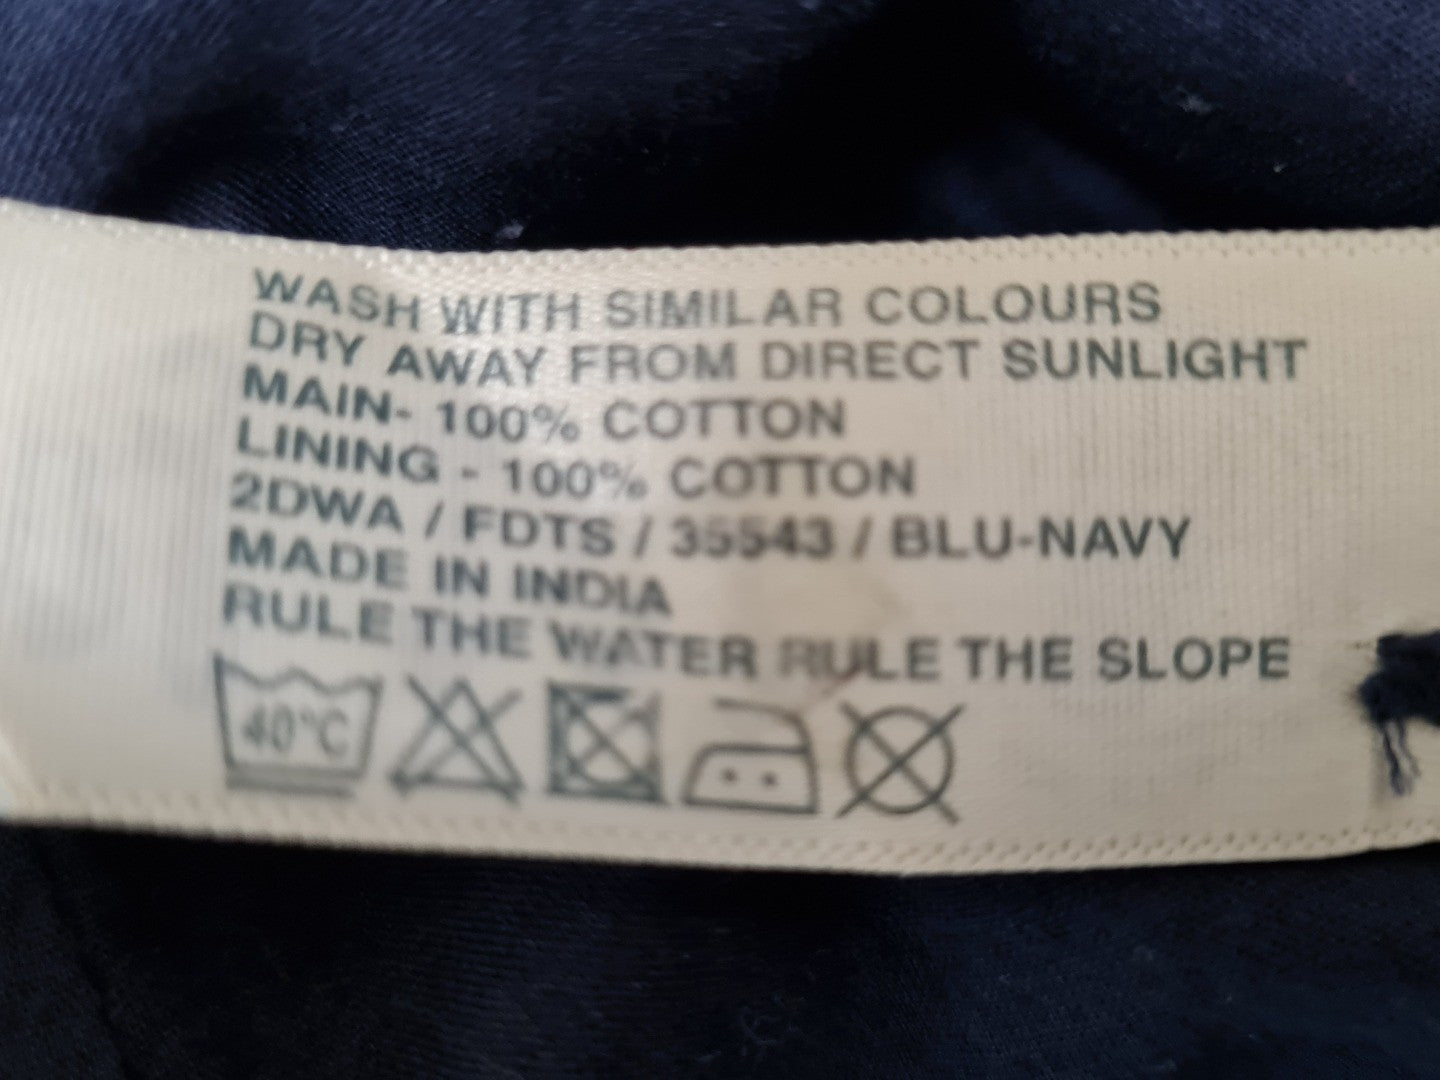 WASH WITH SIMILAR COLOURS
DRY AWAY FROM DIRECT SUNLIGHT
MAIN- 100% COTTON
LINING - 100% COTTON
2DWA / FDTS / 35543 / BLU-NAVY
MADE IN INDIA
RULE THE WATER RULE THE SLOPE
40°C